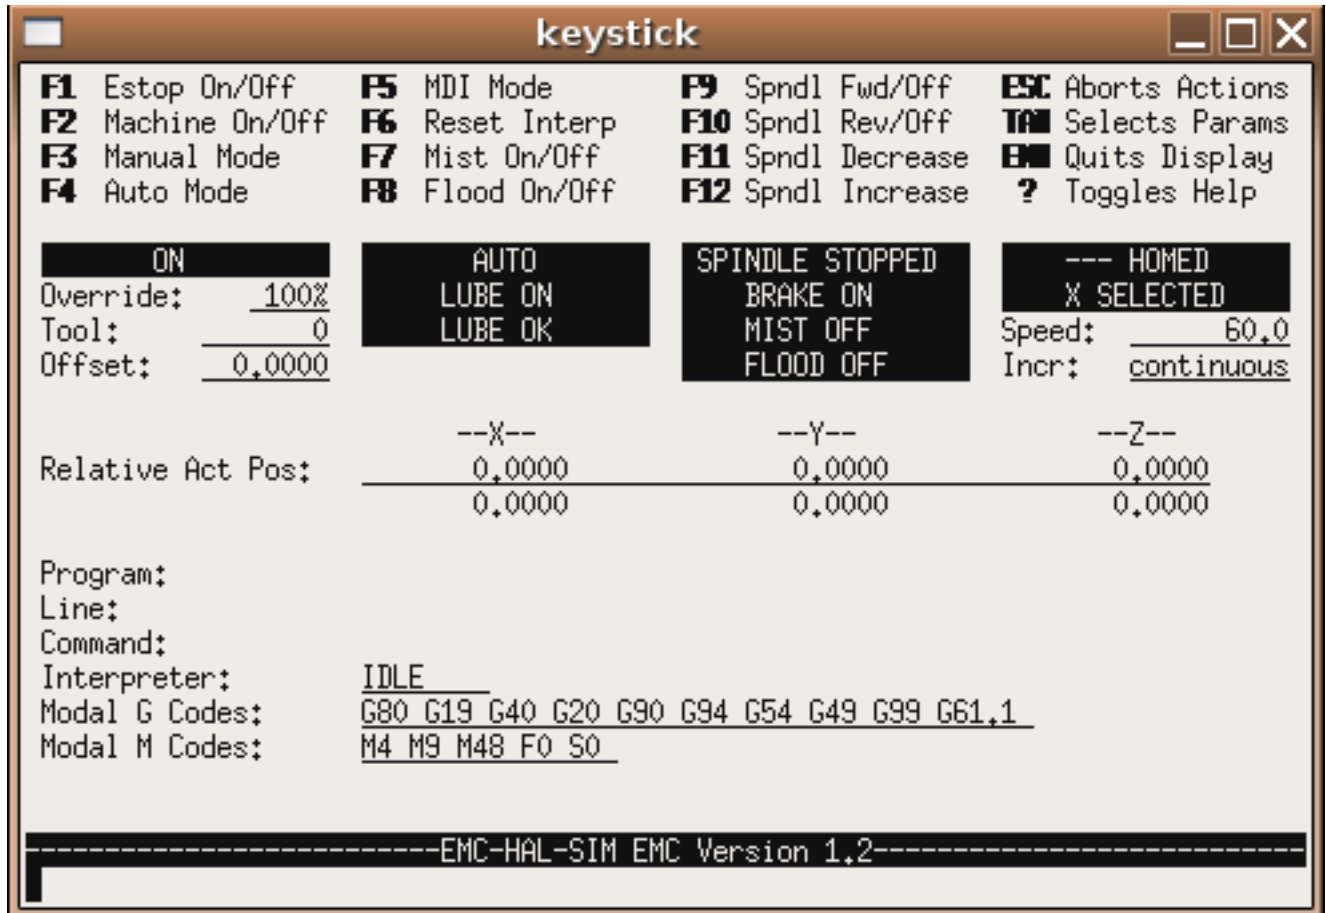 keystick
F1 Estop On/Off F5 MDI Mode F9 Spndl Fwd/Off ESC Aborts Actions
F2 Machine On/Off F6 Reset Interp F10 Spndl Rev/Off TAB Selects Params
F3 Manual Mode F7 Mist On/Off F11 Spndl Decrease END Quits Display
F4 Auto Mode F8 Flood On/Off F12 Spndl Increase ? Toggles Help
ON AUTO SPINDLE STOPPED --- HOMED
Override: 100% LUBE ON BRAKE ON X SELECTED
Tool: 0 LUBE OK MIST OFF Speed: 60.0
Offset: 0.0000 FLOOD OFF Incr: continuous
--X-- --Y-- --Z--
Relative Act Pos: 0.0000 0.0000 0.0000
0.0000 0.0000 0.0000
Program:
Line:
Command:
Interpreter: IDLE
Modal G Codes: G80 G19 G40 G20 G90 G94 G54 G49 G99 G61.1
Modal M Codes: M4 M9 M48 F0 S0
--------------------------EMC-HAL-SIM EMC Version 1.2---------------------------